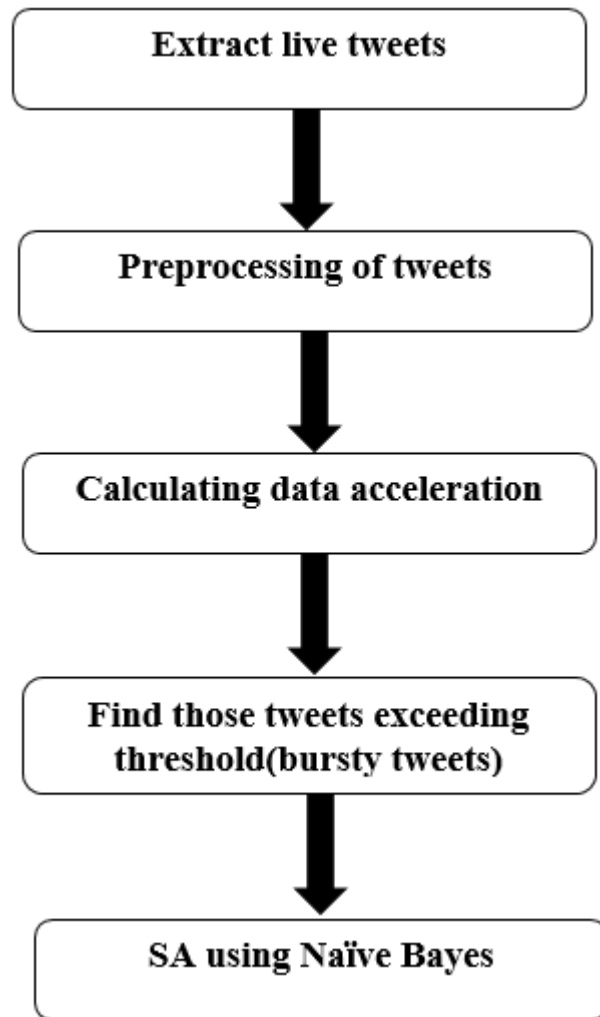 Extract live tweets
Preprocessing of tweets
Calculating data acceleration
Find those tweets exceeding
threshold(bursty tweets)
SA using Naïve Bayes